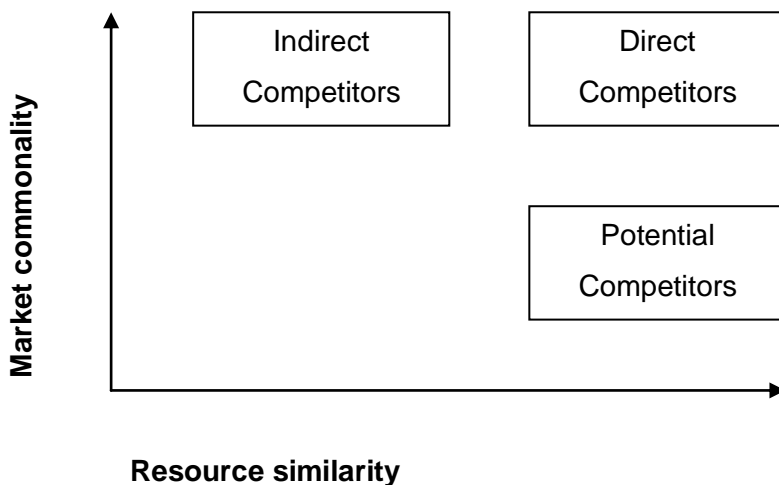 Indirect
Competitors
Direct
Competitors
Potential
Competitors
Market commonality
Resource similarity